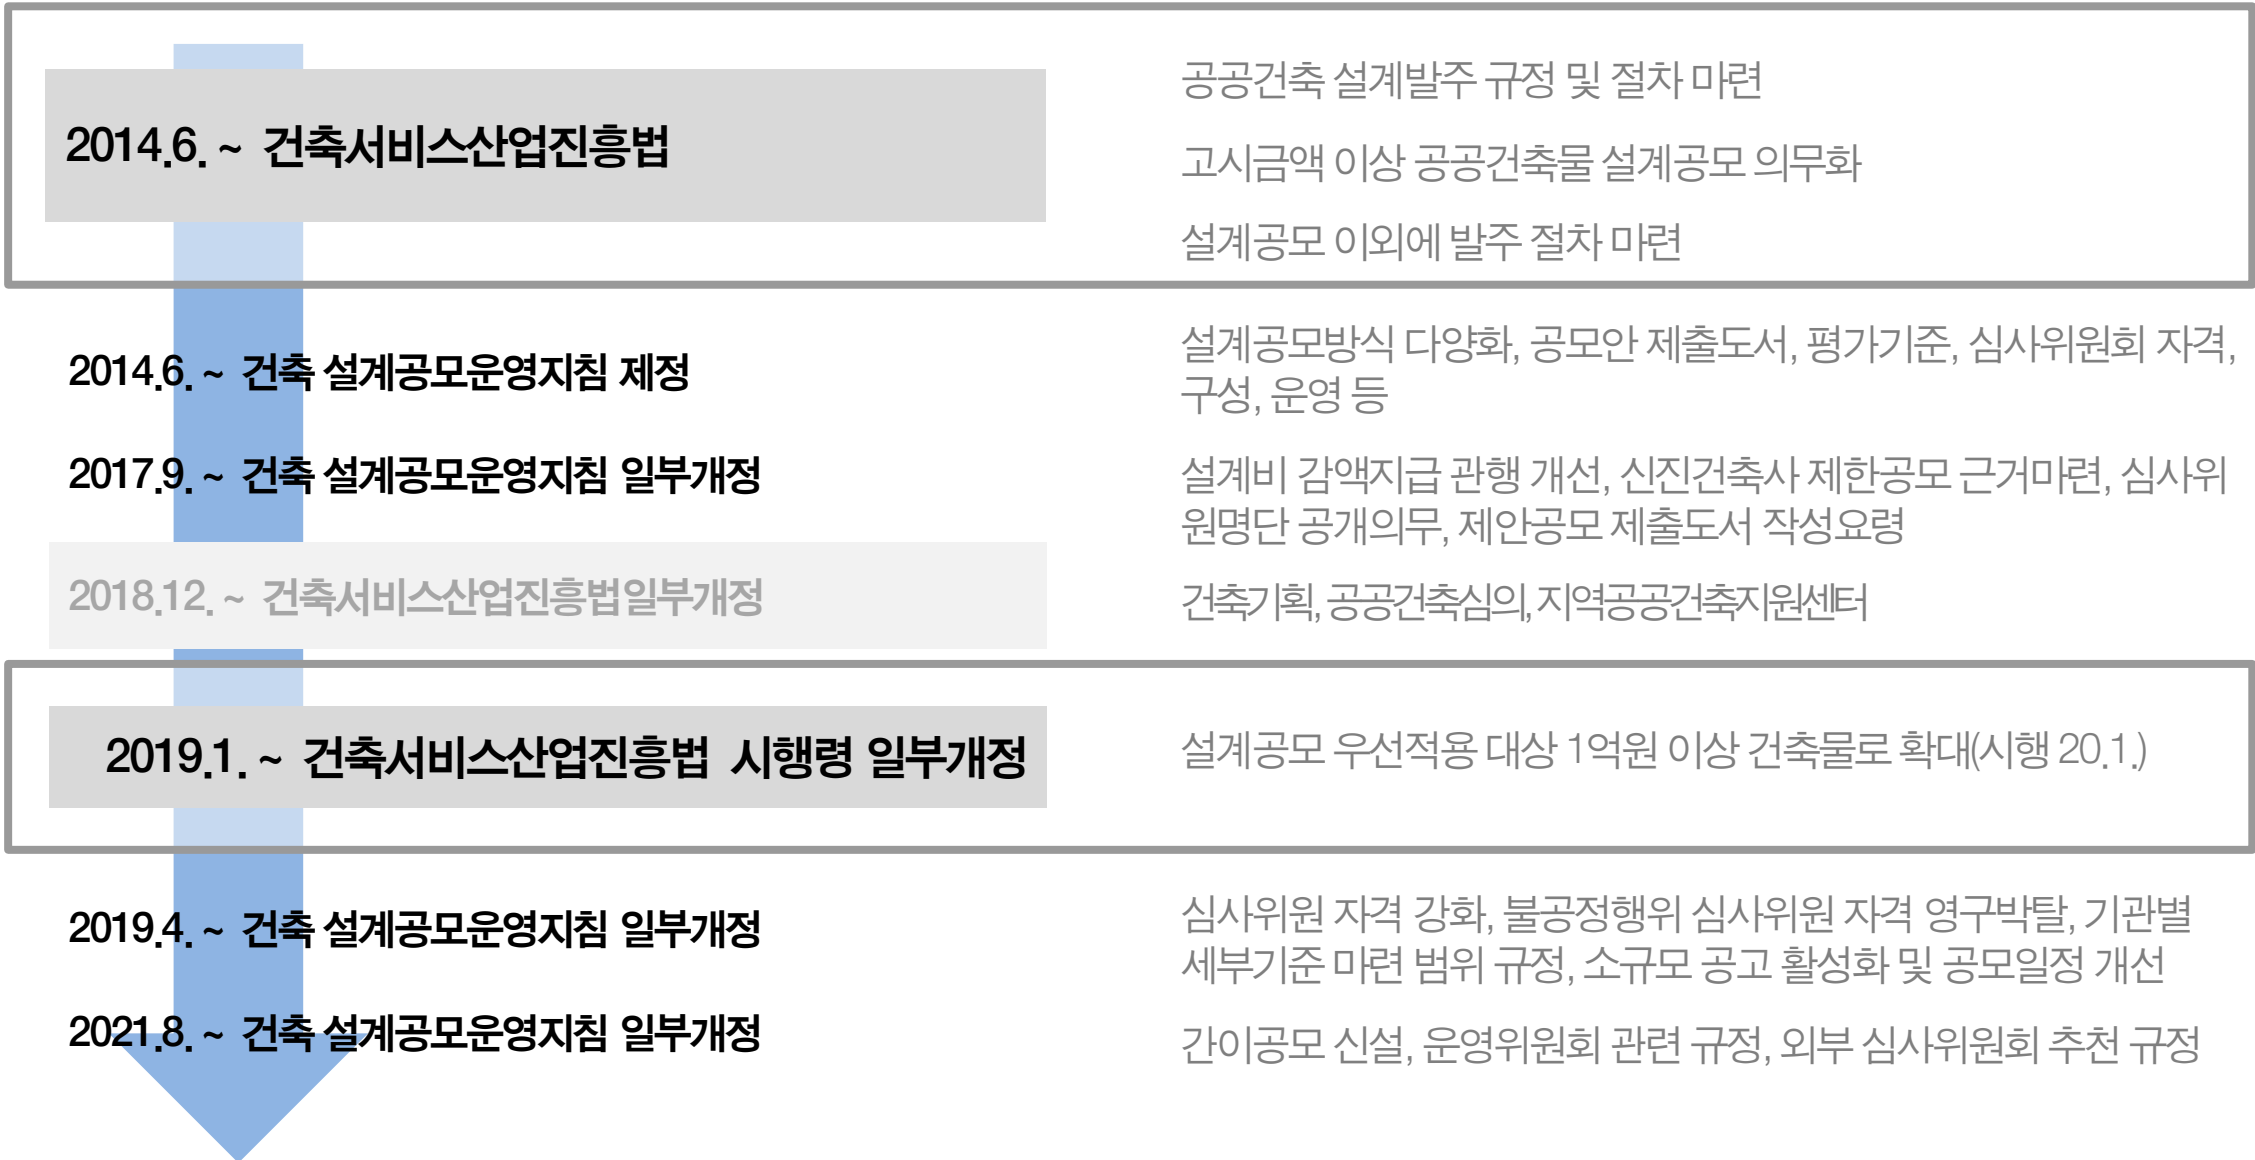 2014.6. ~ 건축서비스산업진흥법
공공건축 설계발주 규정 및 절차 마련
고시금액 이상 공공건축물 설계공모 의무화
설계공모 이외에 발주 절차 마련
2014.6. ~ 건축 설계공모운영지침 제정
설계공모방식 다양화, 공모안 제출도서, 평가기준, 심사위원회 자격,
구성, 운영 등
2017.9. ~ 건축 설계공모운영지침 일부개정
설계비 감액지급 관행 개선, 신진건축사 제한공모 근거마련, 심사위
원명단 공개의무, 제안공모 제출도서 작성요령
2018.12. ~ 건축서비스산업진흥법일부개정
건축기획, 공공건축심의, 지역공공건축지원센터
2019.1. ~ 건축서비스산업진흥법 시행령 일부개정
설계공모 우선적용 대상 1억원 이상 건축물로 확대(시행 20.1.)
2019.4. ~ 건축 설계공모운영지침 일부개정
심사위원 자격 강화, 불공정행위 심사위원 자격 영구박탈, 기관별
세부기준 마련 범위 규정, 소규모 공고 활성화 및 공모일정 개선
2021.8. ~ 건축 설계공모운영지침 일부개정
간이공모 신설, 운영위원회 관련 규정, 외부 심사위원회 추천 규정